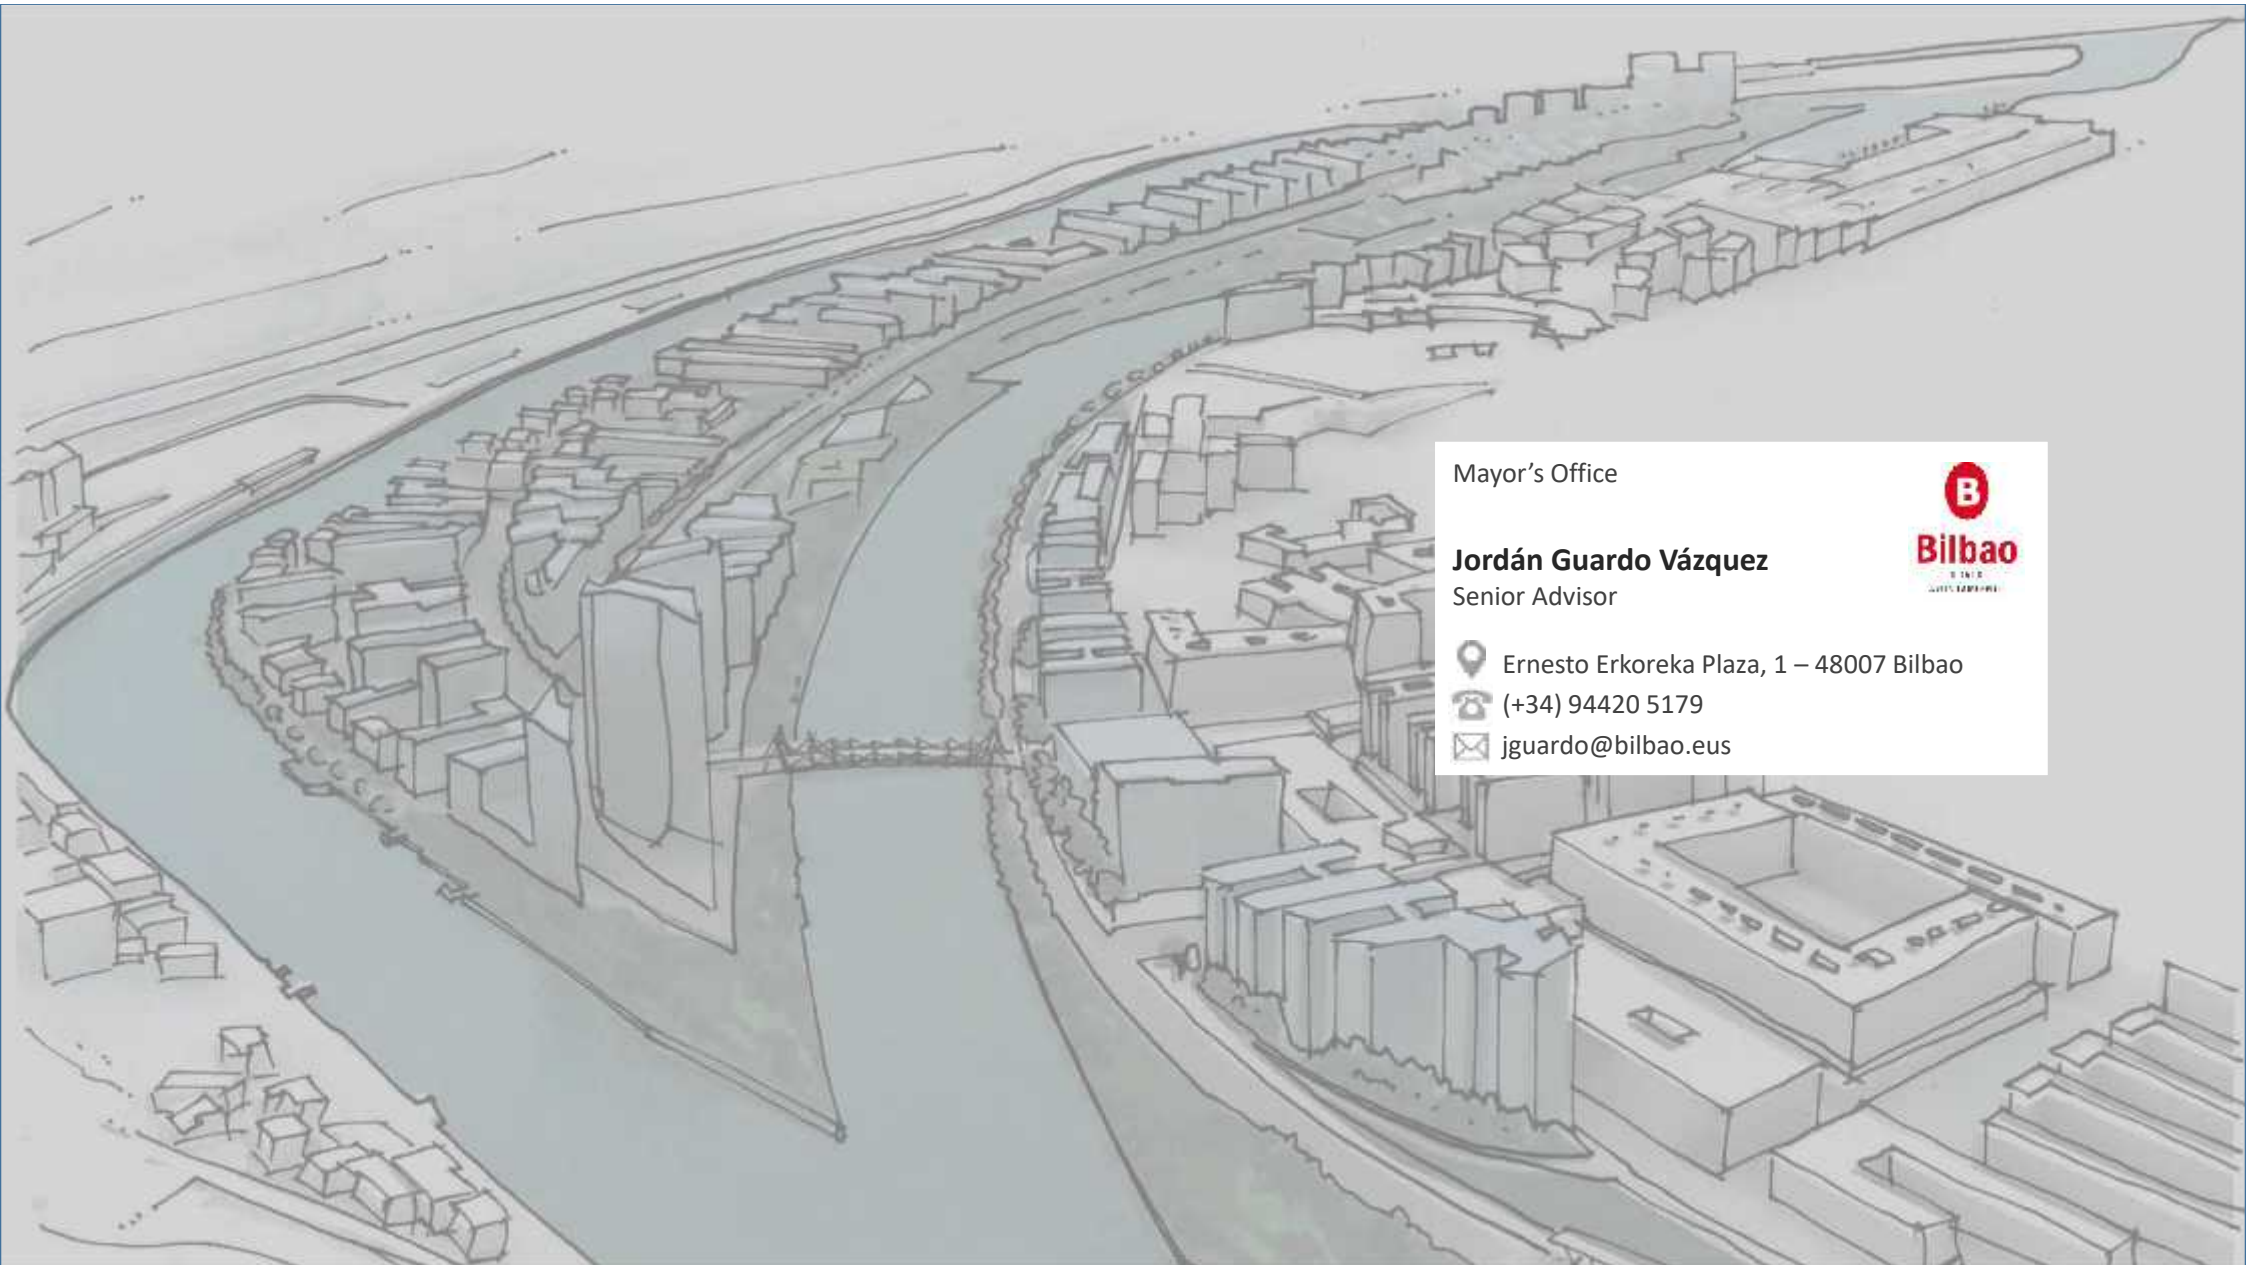 Mayor’s Office
B
Bilbao
Jordán Guardo Vázquez
Senior Advisor
Ernesto Erkoreka Plaza, 1 – 48007 Bilbao
(+34) 94420 5179
jguardo@bilbao.eus